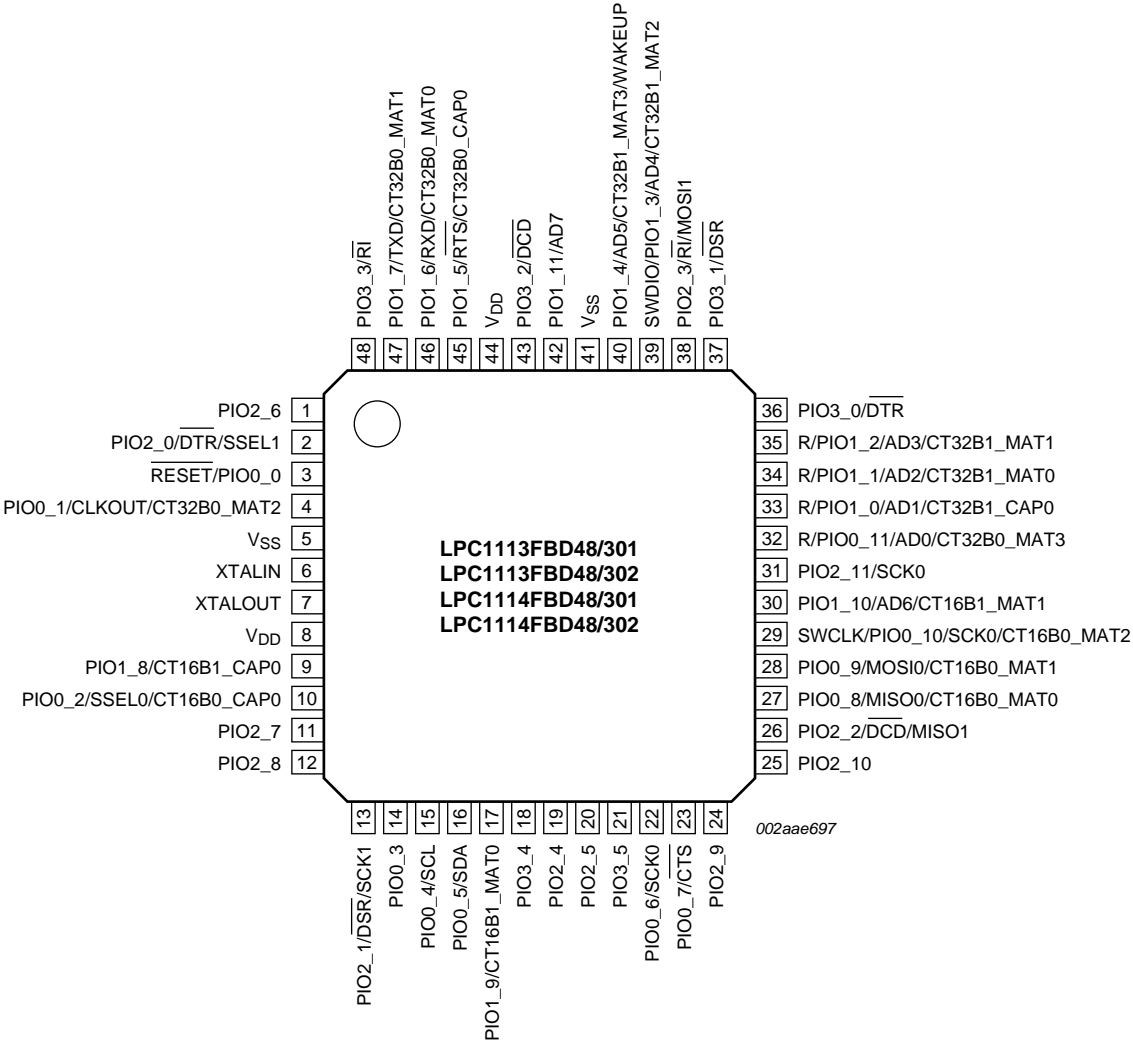 PIO3_3/RI
PIO1_7/TXD/CT32B0_MAT1
PIO1_6/RXD/CT32B0_MAT0
PIO1_5/RTS/CT32B0_CAP0
VDD
PIO3_2/DCD
PIO1_11/AD7
VSS
PIO1_4/AD5/CT32B1_MAT3/WAKEUP
SWDIO/PIO1_3/AD4/CT32B1_MAT2
PIO2_3/RI/MOSI1
PIO3_1/DSR
48 47 46 45 44 43 42 41 40 39 38 37
PIO2_6 1
PIO2_0/DTR/SSEL1 2
RESET/PIO0_0 3
PIO0_1/CLKOUT/CT32B0_MAT2 4
VSS 5
XTALIN 6
XTALOUT 7
VDD 8
PIO1_8/CT16B1_CAP0 9
PIO0_2/SSEL0/CT16B0_CAP0 10
PIO2_7 11
PIO2_8 12
LPC1113FBD48/301
LPC1113FBD48/302
LPC1114FBD48/301
LPC1114FBD48/302
36 PIO3_0/DTR
35 R/PIO1_2/AD3/CT32B1_MAT1
34 R/PIO1_1/AD2/CT32B1_MAT0
33 R/PIO1_0/AD1/CT32B1_CAP0
32 R/PIO0_11/AD0/CT32B0_MAT3
31 PIO2_11/SCK0
30 PIO1_10/AD6/CT16B1_MAT1
29 SWCLK/PIO0_10/SCK0/CT16B0_MAT2
28 PIO0_9/MOSI0/CT16B0_MAT1
27 PIO0_8/MISO0/CT16B0_MAT0
26 PIO2_2/DCD/MISO1
25 PIO2_10
13 14 15 16 17 18 19 20 21 22 23 24
PIO2_1/DSR/SCK1
PIO0_3
PIO0_4/SCL
PIO0_5/SDA
PIO1_9/CT16B1_MAT0
PIO3_4
PIO2_4
PIO2_5
PIO3_5
PIO0_6/SCK0
PIO0_7/CTS
PIO2_9
002aae697